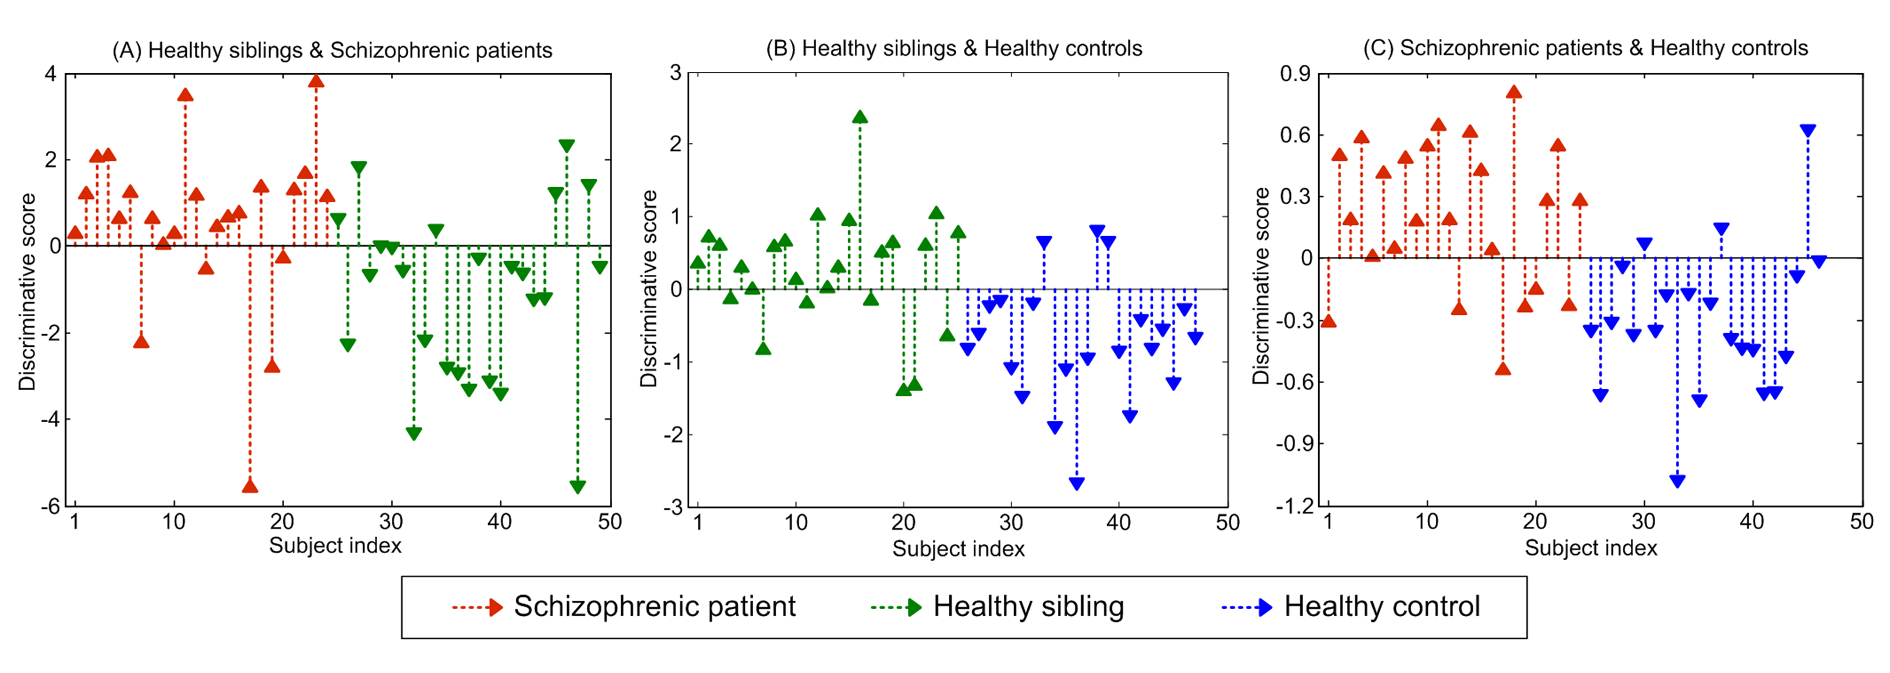 (A) Healthy siblings & Schizophrenic patients
(B) Healthy siblings & Healthy controls
(C) Schizophrenic patients & Healthy controls
Discriminative score
4
2
0
-2
-4
-6
1 10 20 30 40 50
Subject index
Discriminative score
3
2
1
0
-1
-2
-3
1 10 20 30 40 50
Subject index
Discriminative score
0.9
0.6
0.3
0
-0.3
-0.6
-0.9
-1.2
1 10 20 30 40 50
Subject index
Schizophrenic patient Healthy sibling Healthy control